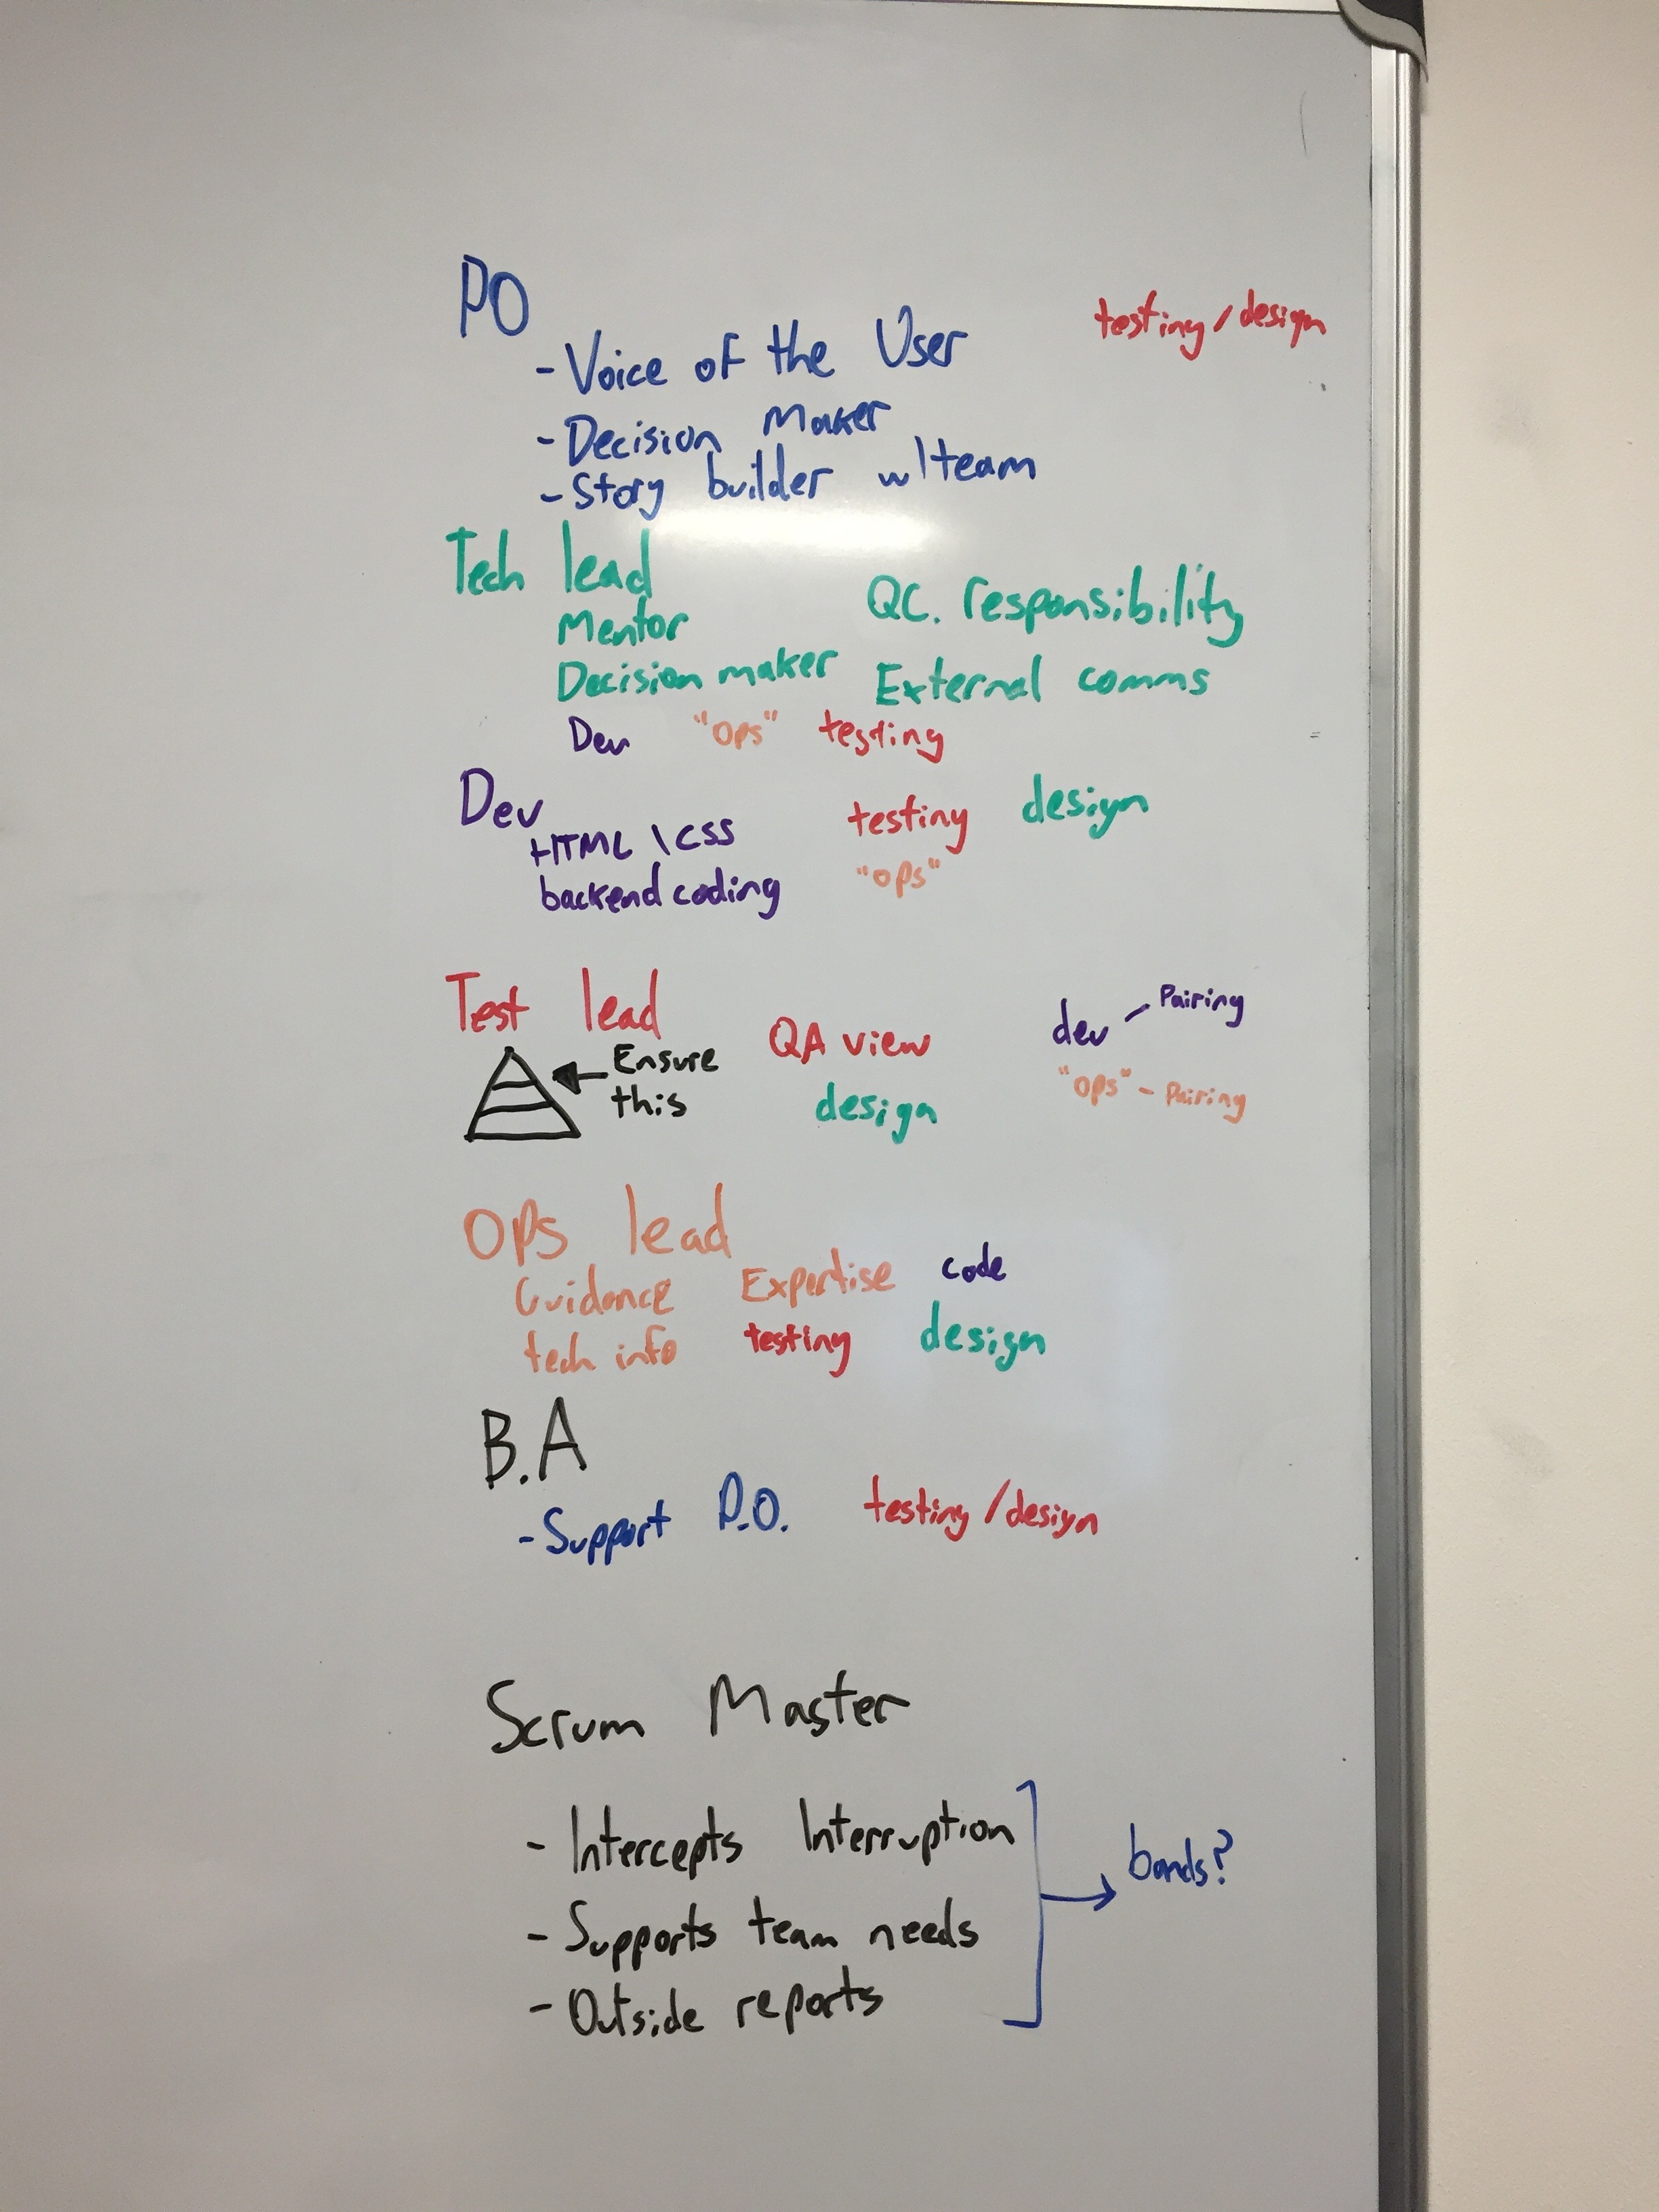 PO
testing / design
- Voice of the User
- Decision Maker
- Story builder w/team
Tech lead
Mentor QC. responsibility
Decision maker External comms
Dev "ops" testing
Dev
HTML \ CSS testing design
backend coding "ops"
Test lead
QA view dev - Pairing
Ensure
this design "ops" - Pairing
Ops lead
Guidance Expertise code
tech info testing design
B.A
- Support P.O. testing / design
Scrum Master
- Intercepts Interruption
bands?
- Supports team needs
- Outside reports